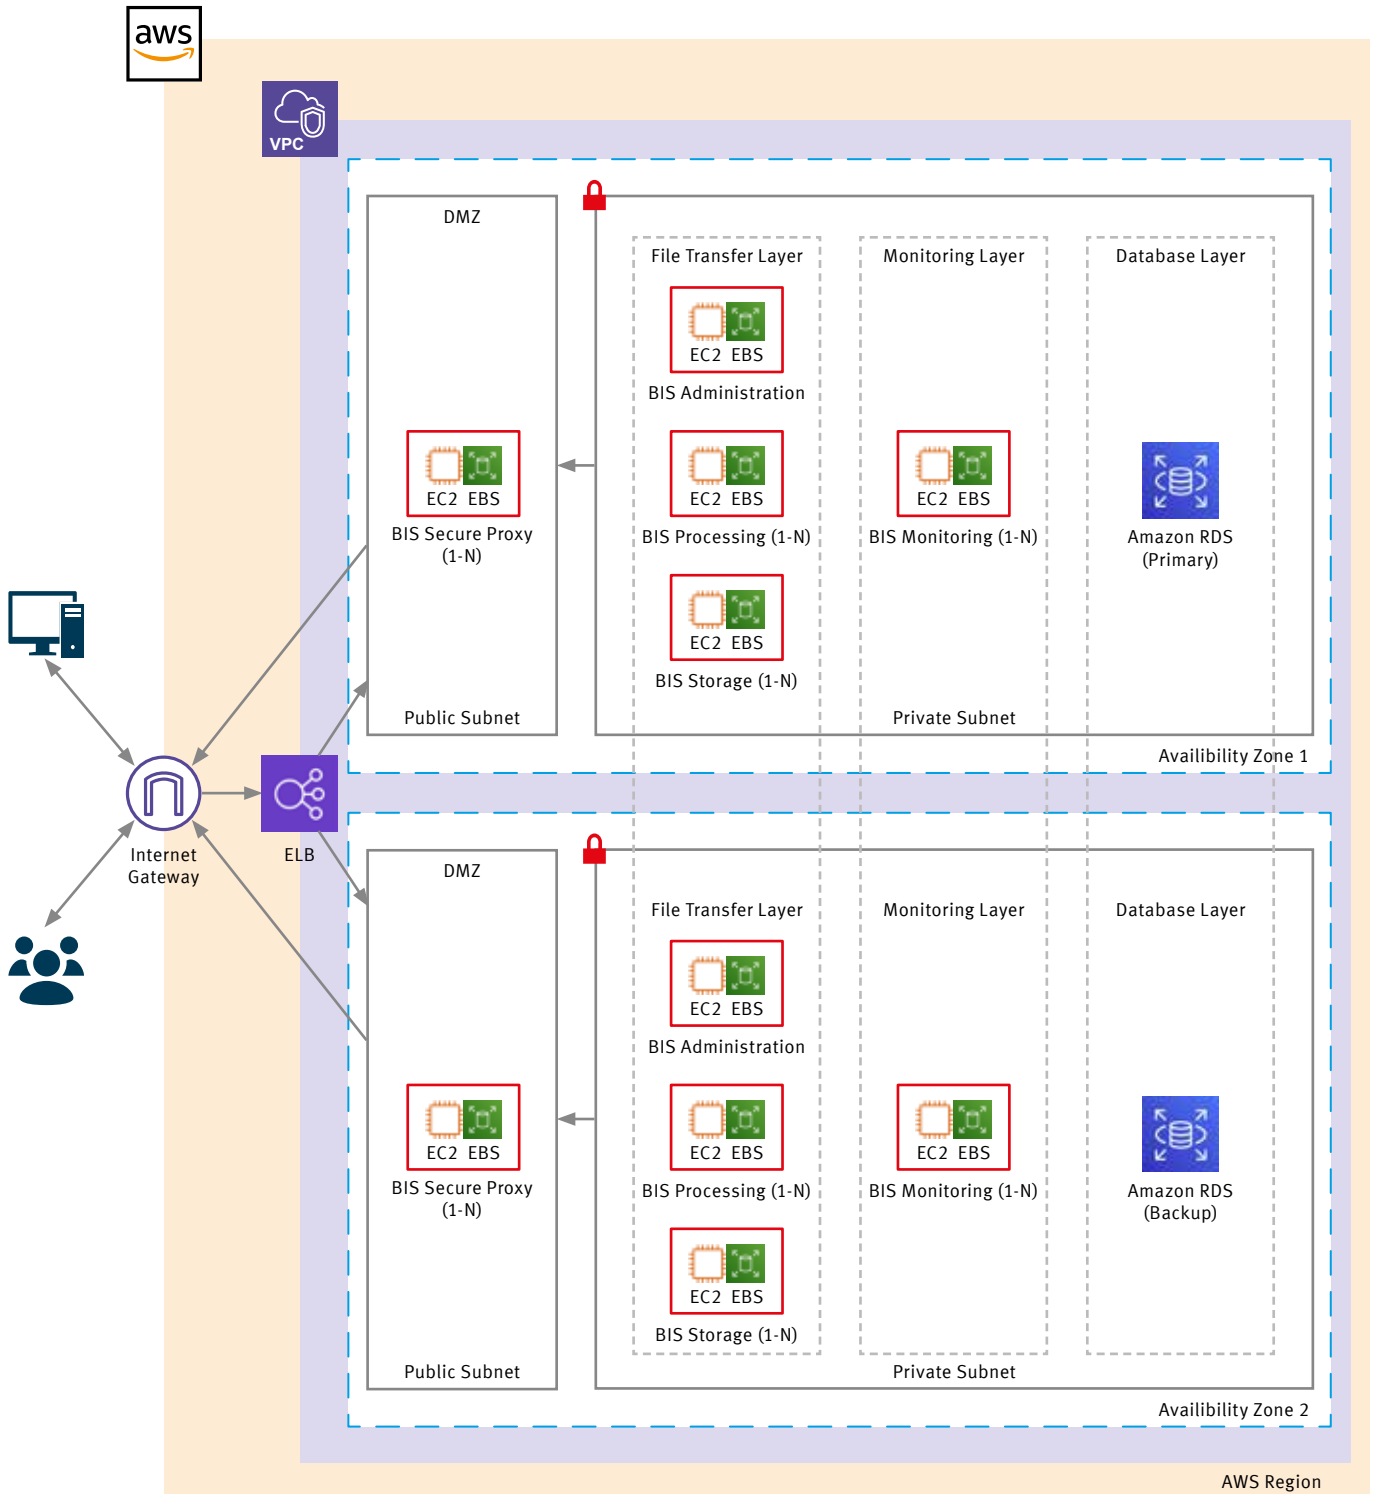 aws
VPC
DMZ
File Transfer Layer
Monitoring Layer
Database Layer
EC2 EBS
BIS Administration
EC2 EBS
BIS Secure Proxy
(1-N)
EC2 EBS
BIS Processing (1-N)
EC2 EBS
BIS Monitoring (1-N)
Amazon RDS
(Primary)
EC2 EBS
BIS Storage (1-N)
Public Subnet
Private Subnet
Availibility Zone 1
Internet
Gateway
ELB
DMZ
File Transfer Layer
Monitoring Layer
Database Layer
EC2 EBS
BIS Administration
EC2 EBS
BIS Secure Proxy
(1-N)
EC2 EBS
BIS Processing (1-N)
EC2 EBS
BIS Monitoring (1-N)
Amazon RDS
(Backup)
EC2 EBS
BIS Storage (1-N)
Public Subnet
Private Subnet
Availibility Zone 2
AWS Region